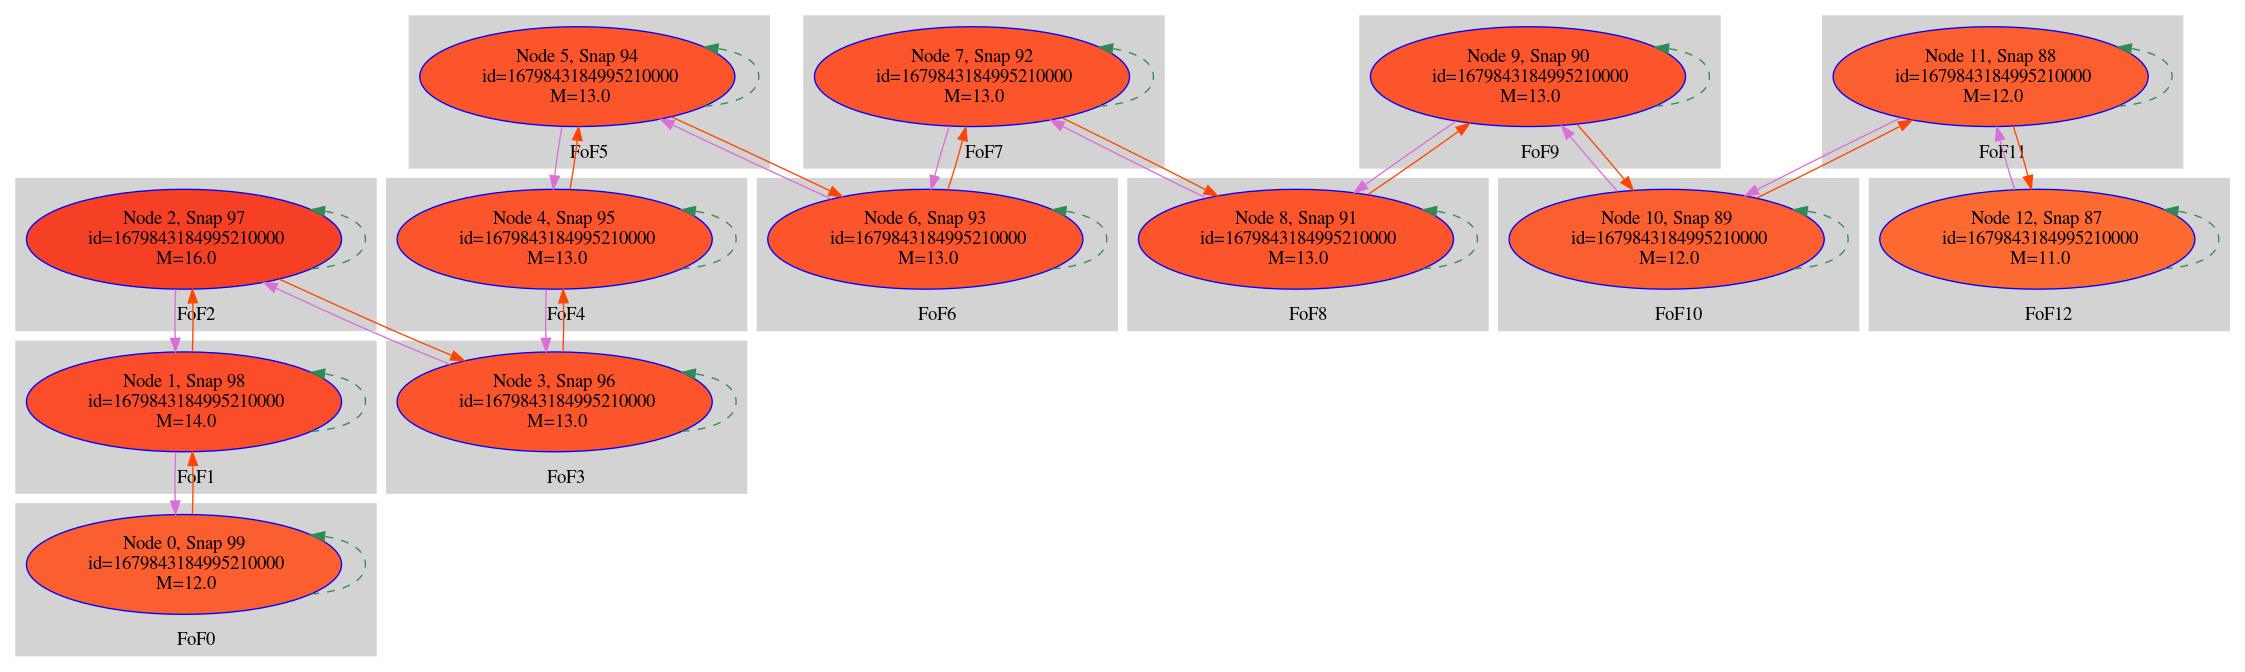 Node 5, Snap 94
id=1679843184995210000
M=13.0
FoF5
Node 7, Snap 92
id=1679843184995210000
M=13.0
FoF7
Node 9, Snap 90
id=1679843184995210000
M=13.0
FoF9
Node 11, Snap 88
id=1679843184995210000
M=12.0
FoF11
Node 2, Snap 97
id=1679843184995210000
M=16.0
FoF2
Node 4, Snap 95
id=1679843184995210000
M=13.0
FoF4
Node 6, Snap 93
id=1679843184995210000
M=13.0
FoF6
Node 8, Snap 91
id=1679843184995210000
M=13.0
FoF8
Node 10, Snap 89
id=1679843184995210000
M=12.0
FoF10
Node 12, Snap 87
id=1679843184995210000
M=11.0
FoF12
Node 1, Snap 98
id=1679843184995210000
M=14.0
FoF1
Node 3, Snap 96
id=1679843184995210000
M=13.0
FoF3
Node 0, Snap 99
id=1679843184995210000
M=12.0
FoF0